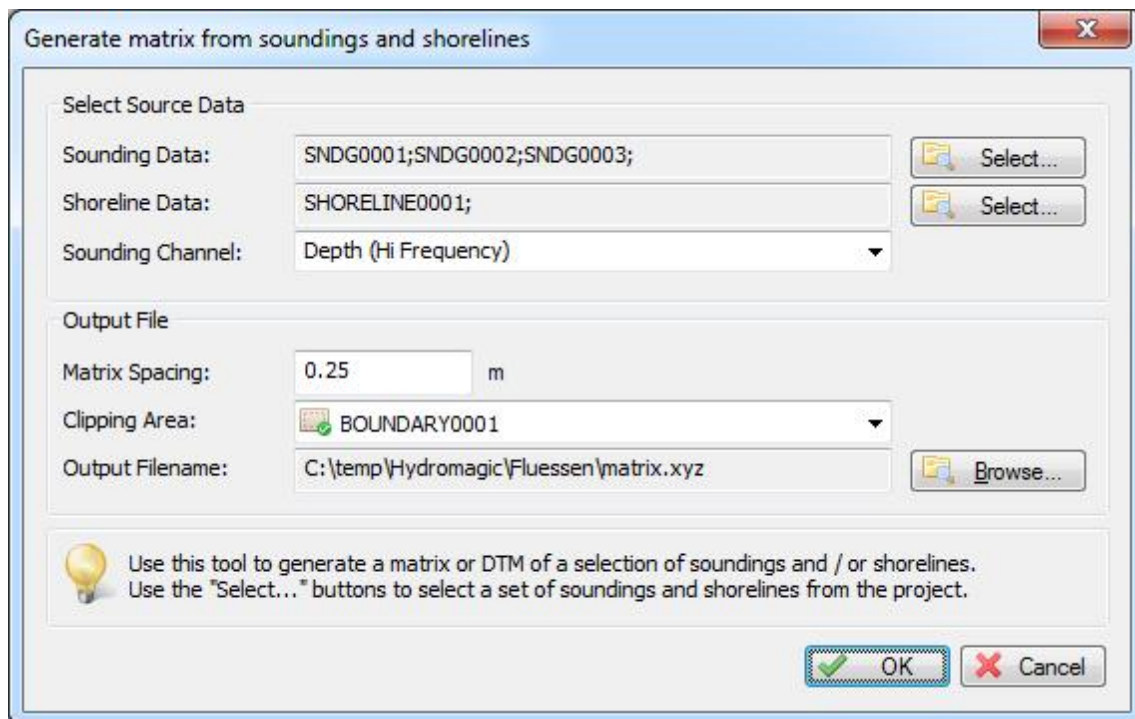 Generate matrix from soundings and shorelines
Select Source Data
Sounding Data: SNDG0001;SNDG0002;SNDG0003; Select...
Shoreline Data: SHORELINE0001; Select...
Sounding Channel: Depth (Hi Frequency)
Output File
Matrix Spacing: 0.25 m
Clipping Area: BOUNDARY0001
Output Filename: C:\temp\Hydromagic\Fluessen\matrix.xyz Browse...
Use this tool to generate a matrix or DTM of a selection of soundings and / or shorelines.
Use the "Select..." buttons to select a set of soundings and shorelines from the project.
OK Cancel